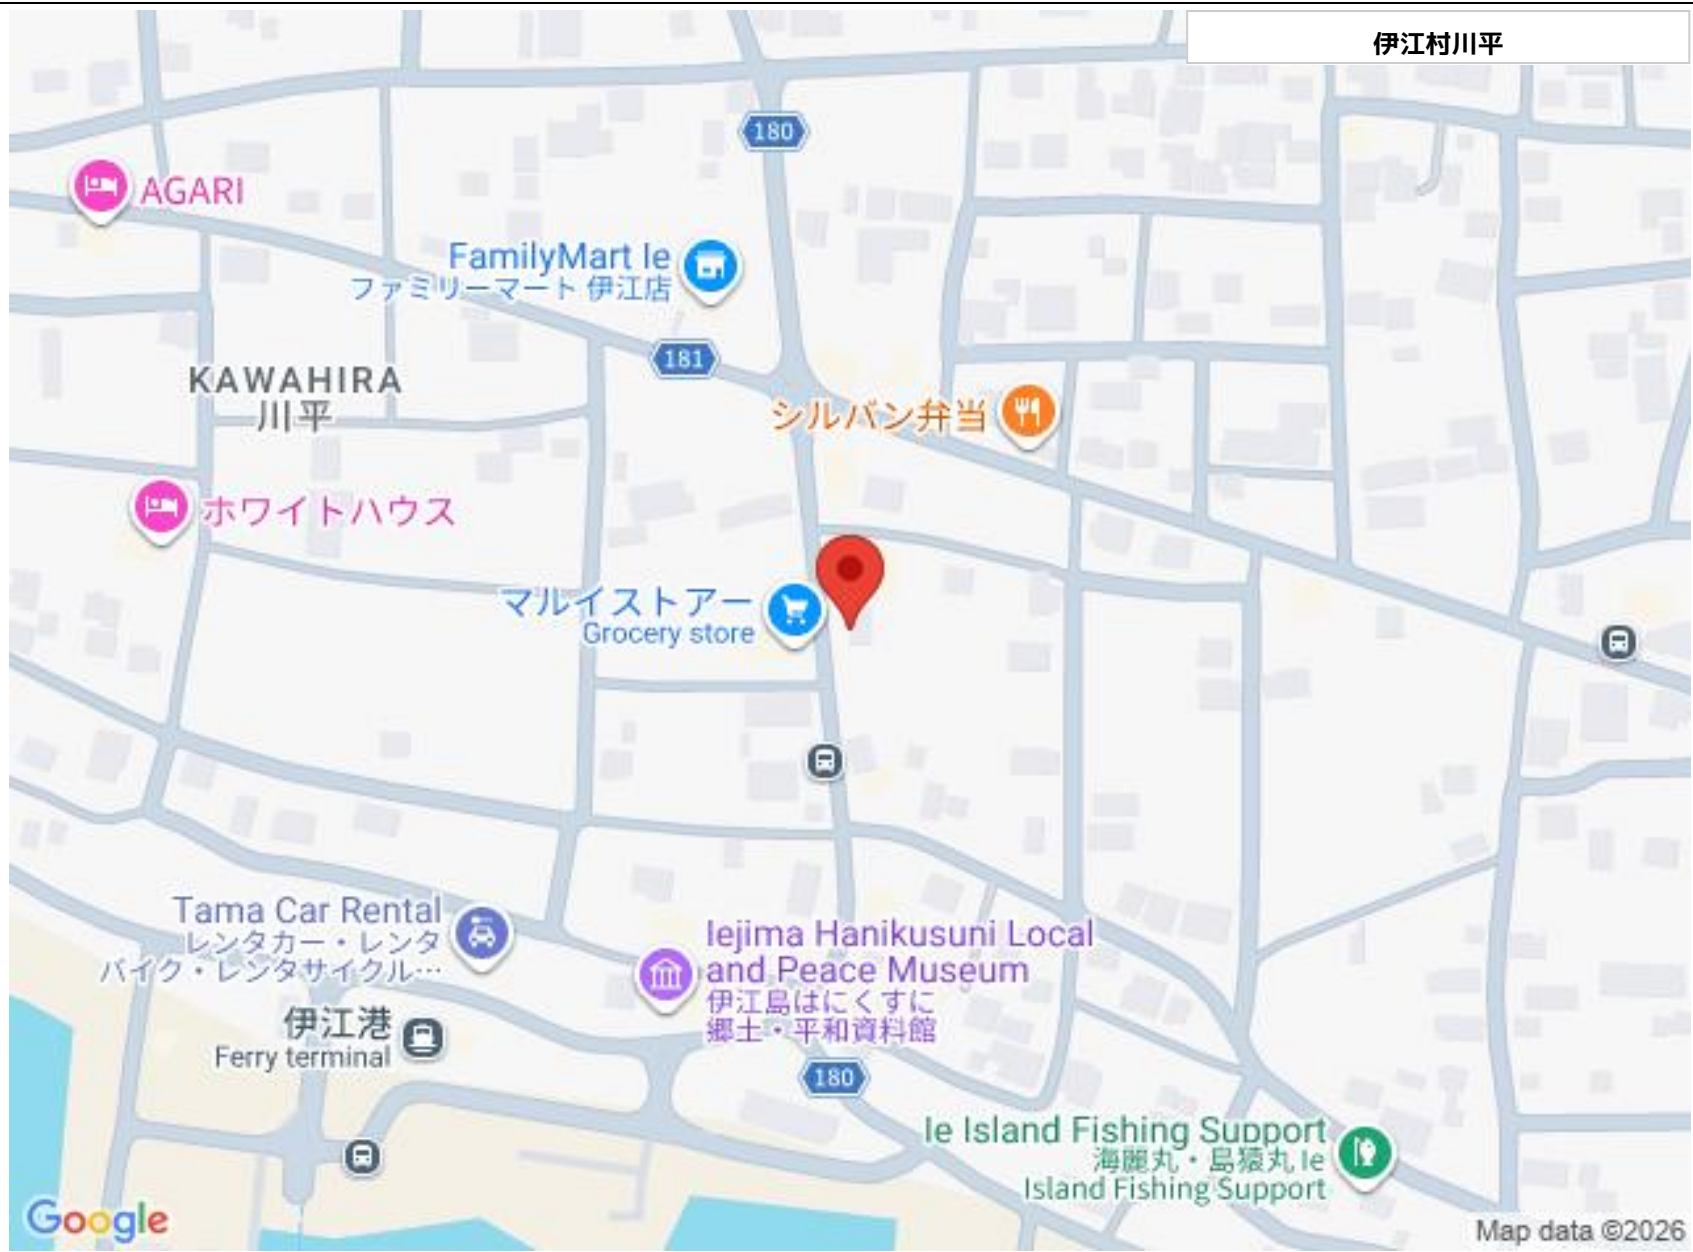 伊江村川平
180
AGARI
FamilyMart Ie
ファミリーマート 伊江店
181
KAWAHIRA
川平
シルバン弁当
ホワイトハウス
マルイストアー
Grocery store
Tama Car Rental
レンタカー・レンタ
バイク・レンタサイクル…
Iejima Hanikusuni Local
and Peace Museum
伊江島はにくすに
郷土・平和資料館
伊江港
Ferry terminal
180
Ie Island Fishing Support
海麗丸・島猿丸 Ie
Island Fishing Support
Google
Map data ©2026